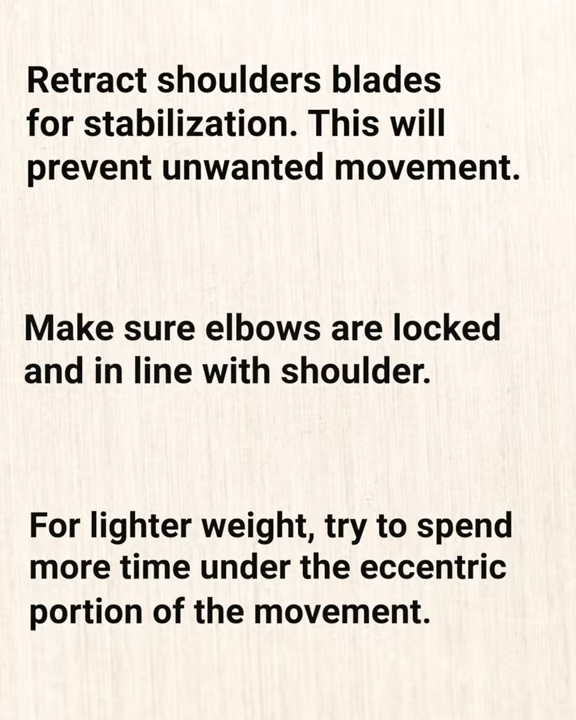 Retract shoulders blades
for stabilization. This will
prevent unwanted movement.
Make sure elbows are locked
and in line with shoulder.
For lighter weight, try to spend
more time under the eccentric
portion of the movement.